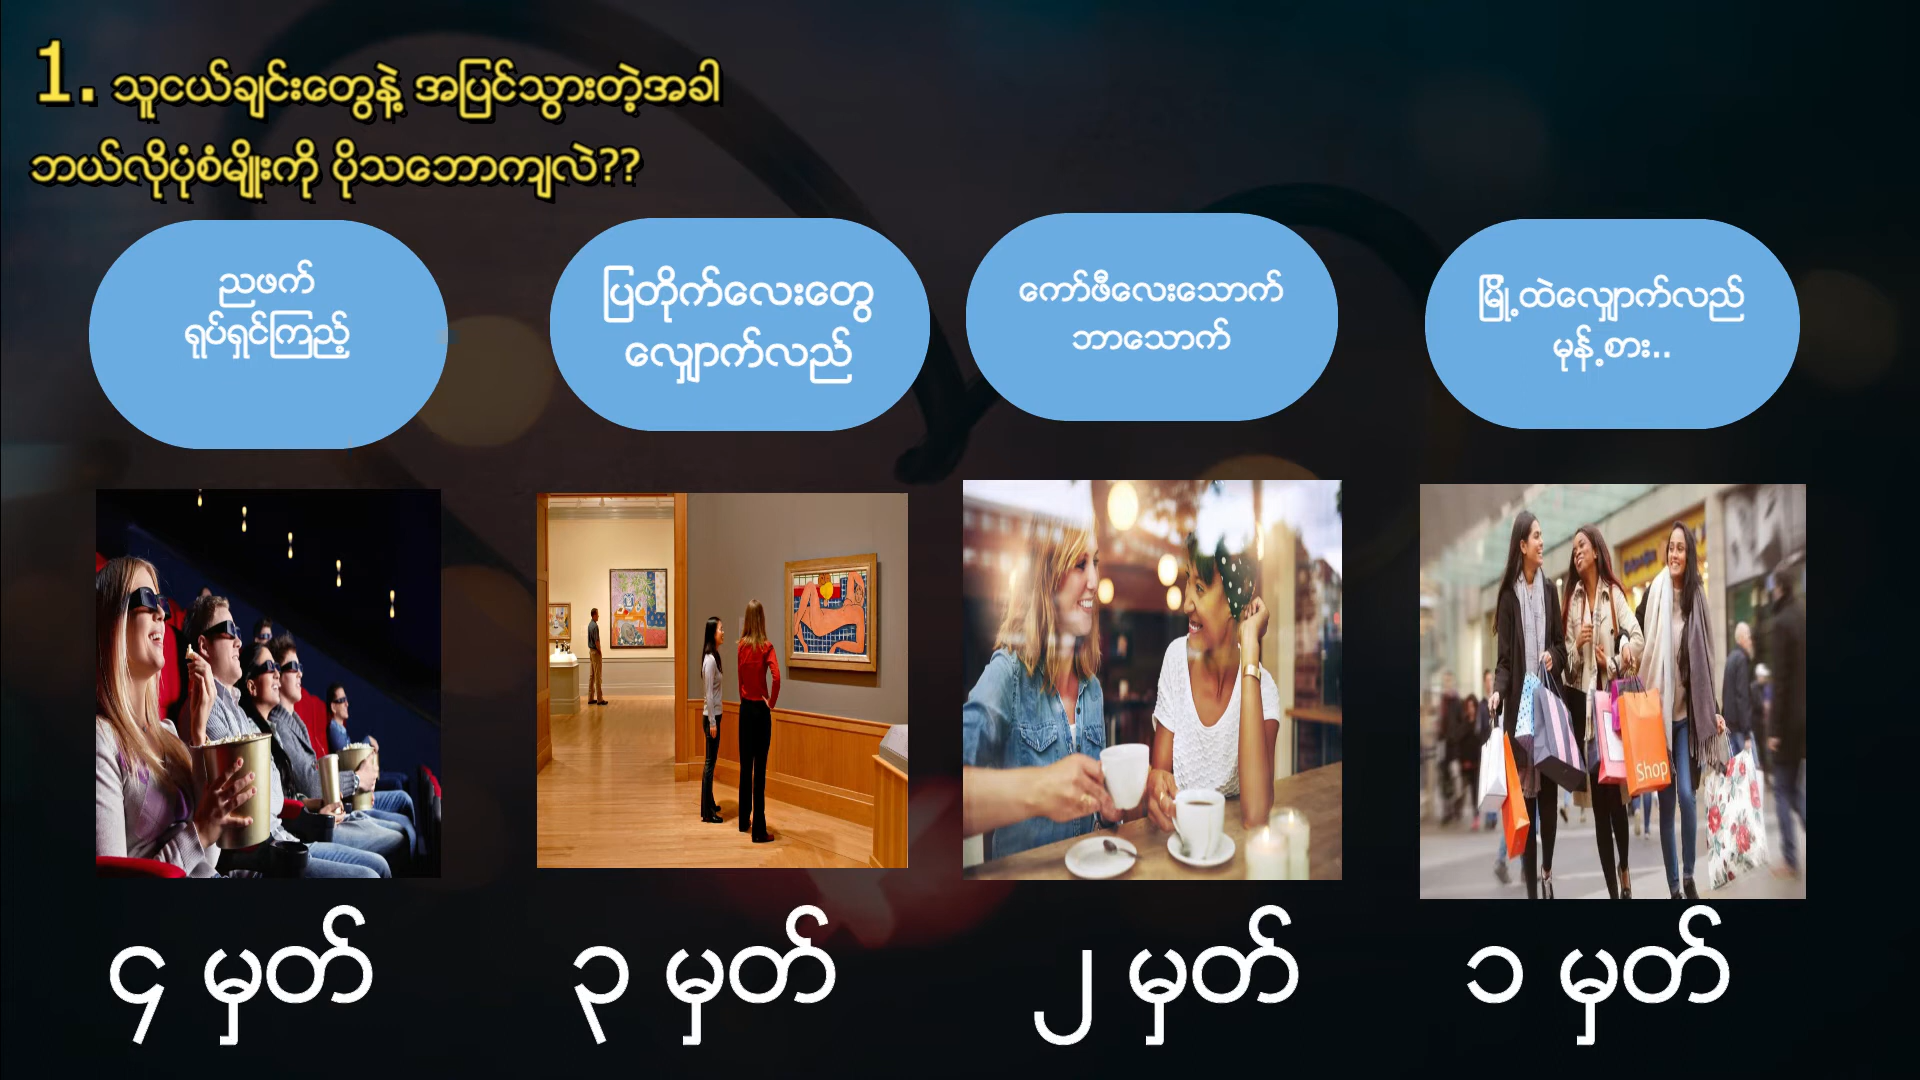 1. သူငယ်ချင်းတွေနဲ့ အပြင်သွားတဲ့အခါ
ဘယ်လိုပုံစံမျိုးကို ပိုသဘောကျလဲ??
ညဖက်
ရုပ်ရှင်ကြည့်
ပြတိုက်လေးတွေ
လျှောက်လည်
ကော်ဖီလေးသောက်
ဘာသောက်
မြို့ထဲလျှောက်လည်
မုန့်စား..
Shop
၄ မှတ်
၃ မှတ်
၂ မှတ်
၁ မှတ်